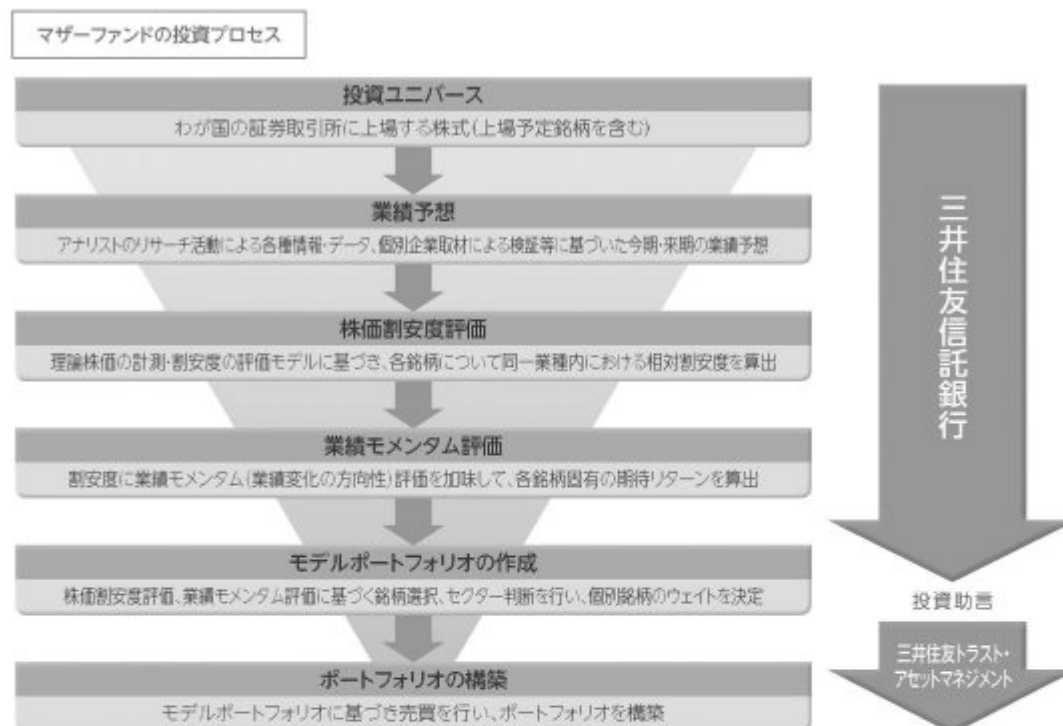 マザーファンドの投資プロセス
投資ユニバース
わが国の証券取引所に上場する株式(上場予定銘柄を含む)
業績予想
アナリストのリサーチ活動による各種情報・データ、個別企業取材による検証等に基づいた今期・来期の業績予想
株価割安度評価
理論株価の計測・割安度の評価モデルに基づき、各銘柄について同一業種内における相対割安度を算出
業績モメンタム評価
割安度に業績モメンタム(業績変化の方向性)評価を加味して、各銘柄固有の期待リターンを算出
モデルポートフォリオの作成
株価割安度評価、業績モメンタム評価に基づく銘柄選択、セクター判断を行い、個別銘柄のウェイトを決定
ポートフォリオの構築
モデルポートフォリオに基づき売買を行い、ポートフォリオを構築
三井住友信託銀行
投資助言
三井住友トラスト・
アセットマネジメント